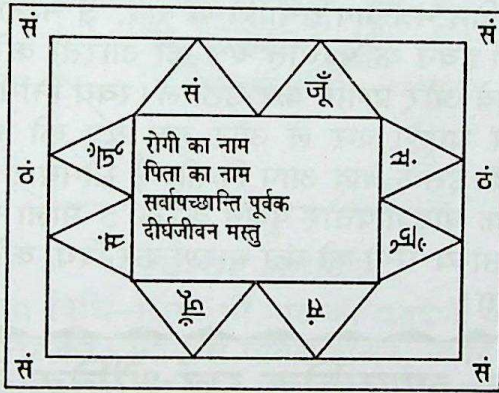 सं सं
सं जूँ
जूँ सं
रोगी का नाम
पिता का नाम
सर्वापच्छान्ति पूर्वक
दीर्घजीवन मस्तु
ठं ठं
सं जूँ
जूँ सं
सं सं